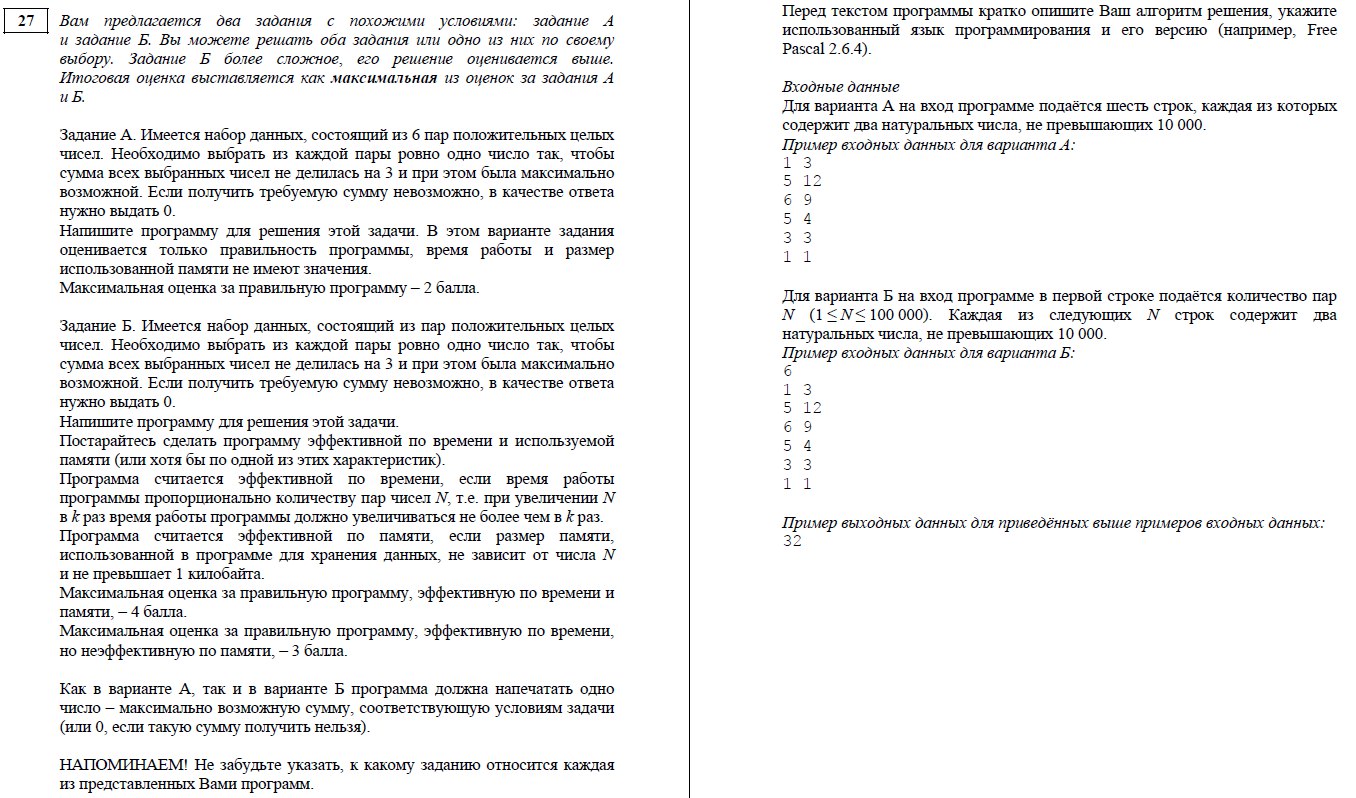 27
Вам предлагается два задания с похожими условиями: задание А
и задание Б. Вы можете решать оба задания или одно из них по своему
выбору. Задание Б более сложное, его решение оценивается выше.
Итоговая оценка выставляется как максимальная из оценок за задания А
и Б.
Задание А. Имеется набор данных, состоящий из 6 пар положительных целых
чисел. Необходимо выбрать из каждой пары ровно одно число так, чтобы
сумма всех выбранных чисел не делилась на 3 и при этом была максимально
возможной. Если получить требуемую сумму невозможно, в качестве ответа
нужно выдать 0.
Напишите программу для решения этой задачи. В этом варианте задания
оценивается только правильность программы, время работы и размер
использованной памяти не имеют значения.
Максимальная оценка за правильную программу – 2 балла.
Задание Б. Имеется набор данных, состоящий из пар положительных целых
чисел. Необходимо выбрать из каждой пары ровно одно число так, чтобы
сумма всех выбранных чисел не делилась на 3 и при этом была максимально
возможной. Если получить требуемую сумму невозможно, в качестве ответа
нужно выдать 0.
Напишите программу для решения этой задачи.
Постарайтесь сделать программу эффективной по времени и используемой
памяти (или хотя бы по одной из этих характеристик).
Программа считается эффективной по времени, если время работы
программы пропорционально количеству пар чисел N, т.е. при увеличении N
в k раз время работы программы должно увеличиваться не более чем в k раз.
Программа считается эффективной по памяти, если размер памяти,
использованной в программе для хранения данных, не зависит от числа N
и не превышает 1 килобайта.
Максимальная оценка за правильную программу, эффективную по времени и
памяти, – 4 балла.
Максимальная оценка за правильную программу, эффективную по времени,
но неэффективную по памяти, – 3 балла.
Как в варианте А, так и в варианте Б программа должна напечатать одно
число – максимально возможную сумму, соответствующую условиям задачи
(или 0, если такую сумму получить нельзя).
НАПОМИНАЕМ! Не забудьте указать, к какому заданию относится каждая
из представленных Вами программ.
Перед текстом программы кратко опишите Ваш алгоритм решения, укажите
использованный язык программирования и его версию (например, Free
Pascal 2.6.4).
Входные данные
Для варианта А на вход программе подаётся шесть строк, каждая из которых
содержит два натуральных числа, не превышающих 10 000.
Пример входных данных для варианта А:
1 3
5 12
6 9
5 4
3 3
1 1
Для варианта Б на вход программе в первой строке подаётся количество пар
N (1 ≤ N ≤ 100 000). Каждая из следующих N строк содержит два
натуральных числа, не превышающих 10 000.
Пример входных данных для варианта Б:
6
1 3
5 12
6 9
5 4
3 3
1 1
Пример выходных данных для приведённых выше примеров входных данных:
32